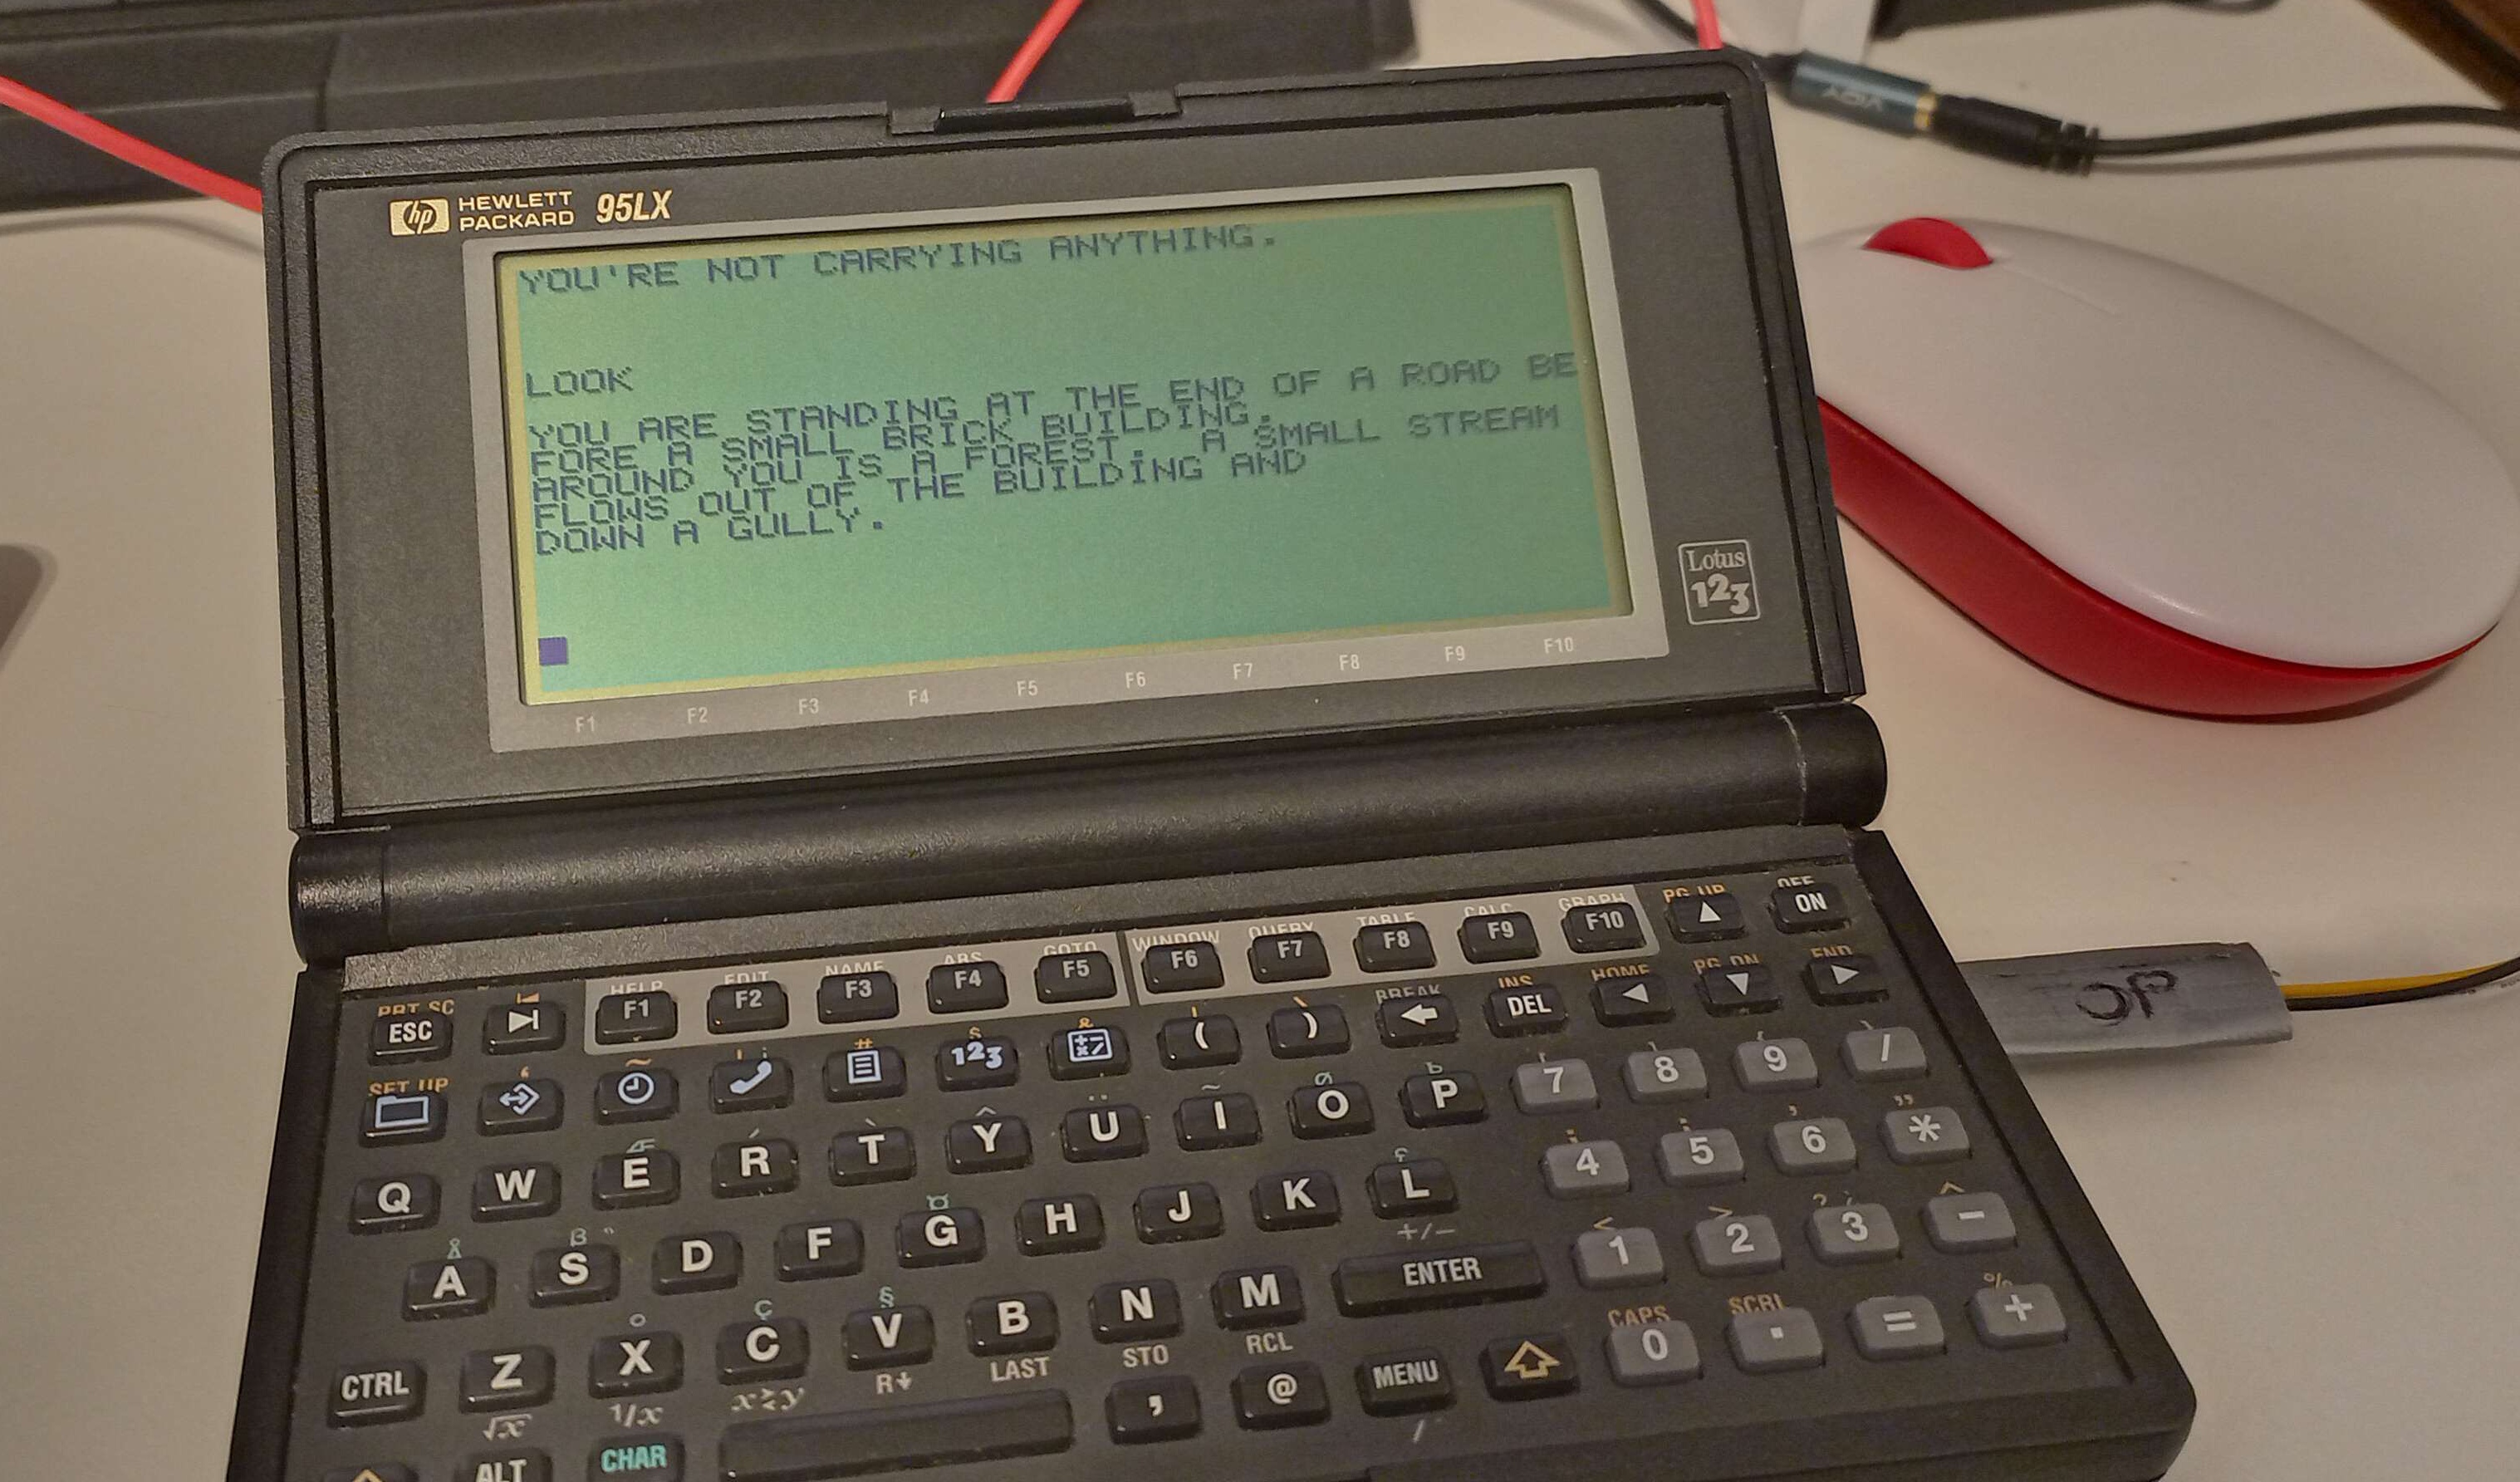 hp HEWLETT PACKARD 95LX
YOU'RE NOT CARRYING ANYTHING.
LOOK
YOU ARE STANDING AT THE END OF A ROAD BE
FORE A SMALL BRICK BUILDING.
AROUND YOU IS A FOREST.  A SMALL STREAM
FLOWS OUT OF THE BUILDING AND
DOWN A GULLY.
Lotus
123
F1 F2 F3 F4 F5 F6 F7 F8 F9 F10
HELP EDIT NAME ABS GOTO WINDOW QUERY TABLE CALC GRAPH PG UP OFF
F1 F2 F3 F4 F5 F6 F7 F8 F9 F10 ▲ ON
PRT SC BREAK INS HOME PG DN END
ESC ( ) ← DEL ◄ ▼ ►
SET UP # $ &
123 7 8 9 /
Q W E R T Y U I O P 4 5 6 *
A S D F G H J K L 1 2 3 -
+/-
CTRL Z X C V B N M ENTER 0 . = +
CAPS SCRL %
√x 1/x x≷y R↓ LAST STO RCL
ALT CHAR , @ MENU
/
OP